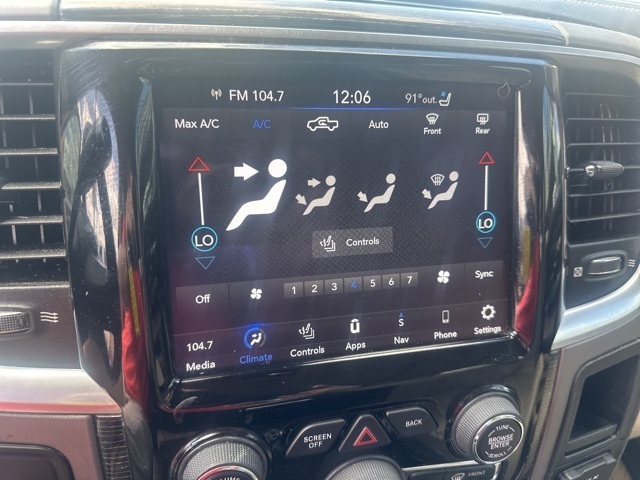 FM 104.7 12:06 91° out.
Max A/C A/C Auto Front Rear
LO LO
Controls
Off 1 2 3 4 5 6 7 Sync
104.7 S
Media Climate Controls Apps Nav Phone Settings
SCREEN OFF BACK
TUNE
BROWSE
ENTER
SCROLL
FRONT